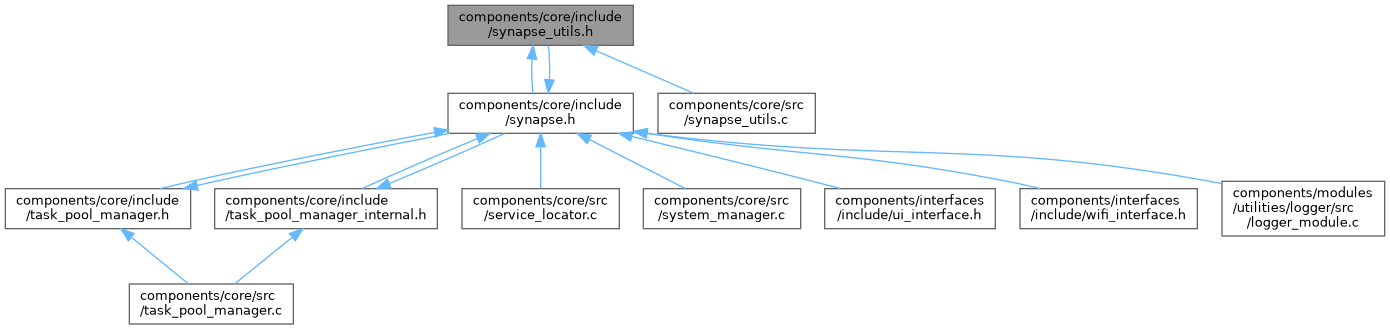 components/core/include
/synapse_utils.h
components/core/include
/synapse.h
components/core/src
/synapse_utils.c
components/core/include
/task_pool_manager.h
components/core/include
/task_pool_manager_internal.h
components/core/src
/service_locator.c
components/core/src
/system_manager.c
components/interfaces
/include/ui_interface.h
components/interfaces
/include/wifi_interface.h
components/modules
/utilities/logger/src
/logger_module.c
components/core/src
/task_pool_manager.c